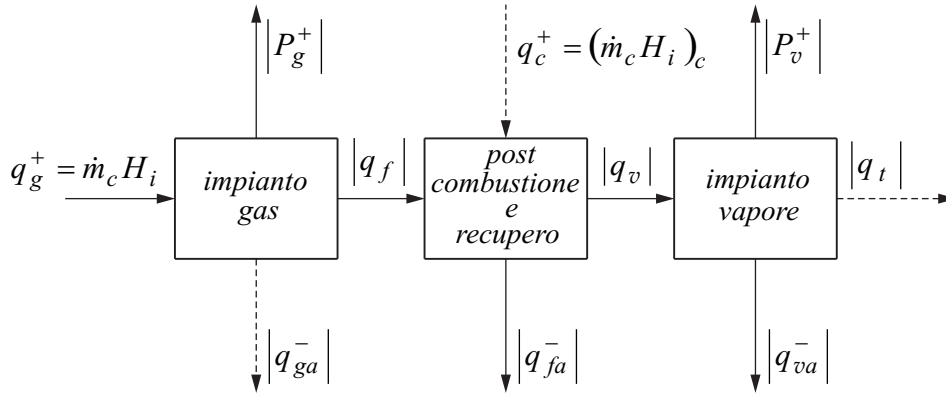 |P_g^+|
q_c^+ = (ṁ_c H_i)_c
|P_v^+|
q_g^+ = ṁ_c H_i
impianto
gas
|q_f|
post
combustione
e
recupero
|q_v|
impianto
vapore
|q_t|
|q_ga^-|
|q_fa^-|
|q_va^-|